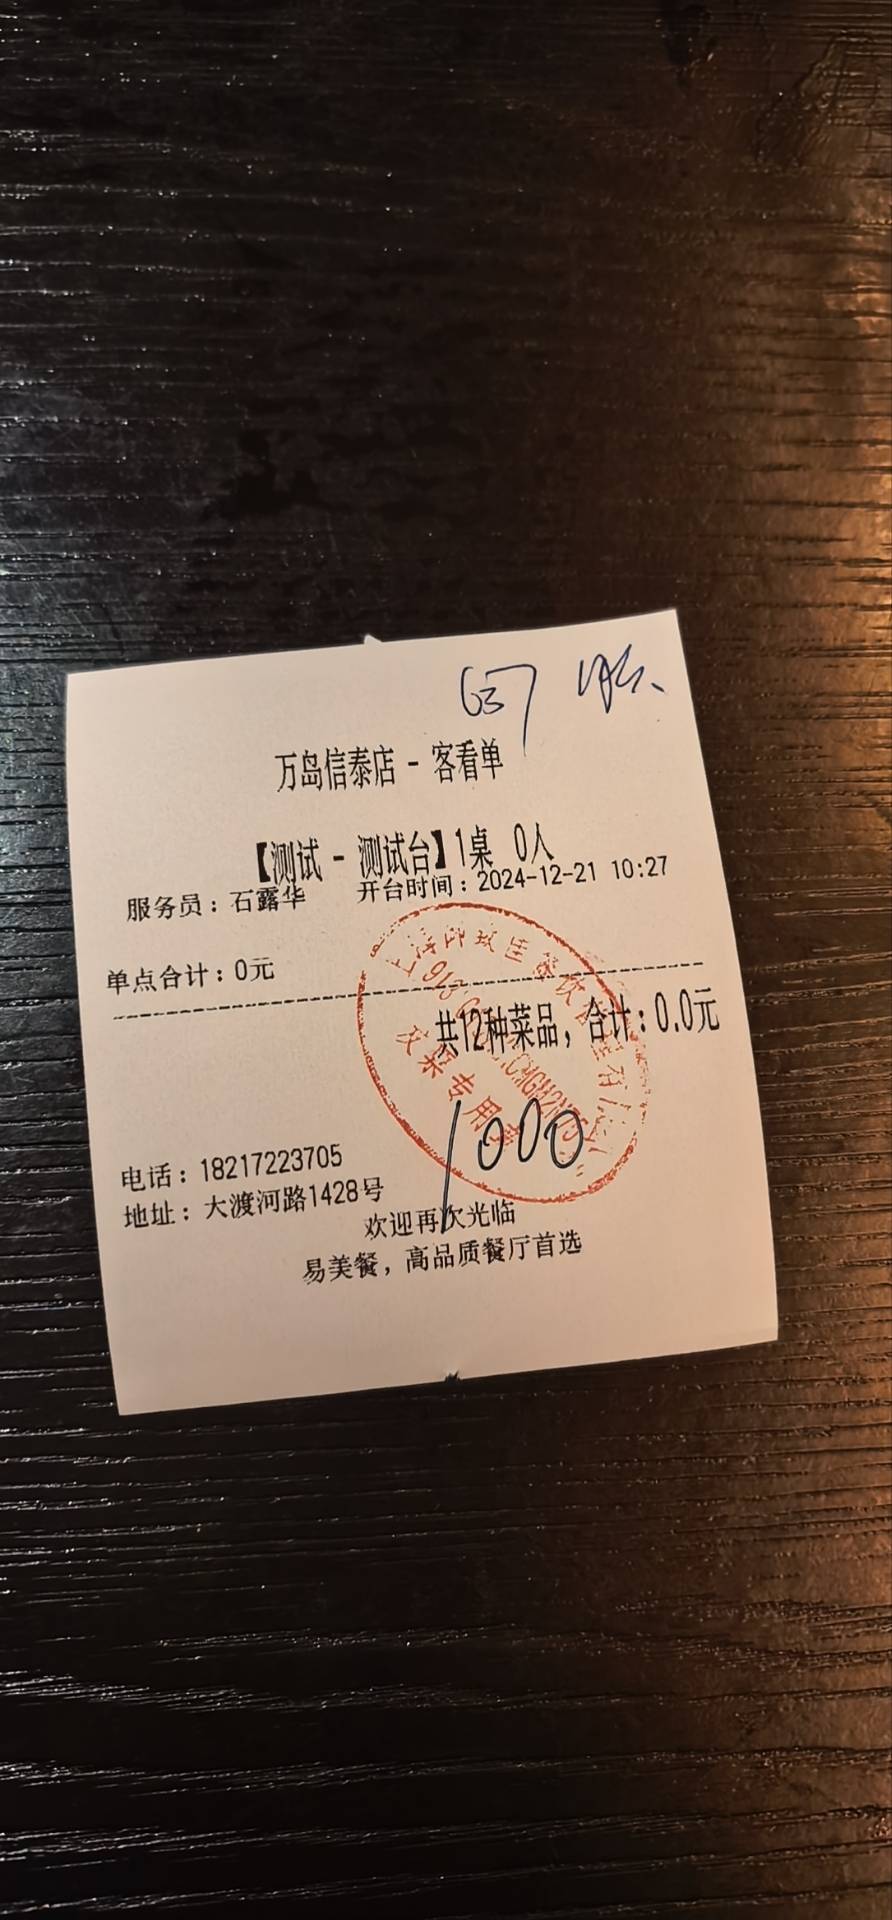 万岛信泰店 - 客看单
【测试 - 测试台】1桌 0人
服务员：石露华 开台时间：2024-12-21 10:27
单点合计：0元
共12种菜品，合计：0.0元
1000
电话：18217223705
地址：大渡河路1428号
欢迎再次光临
易美餐，高品质餐厅首选